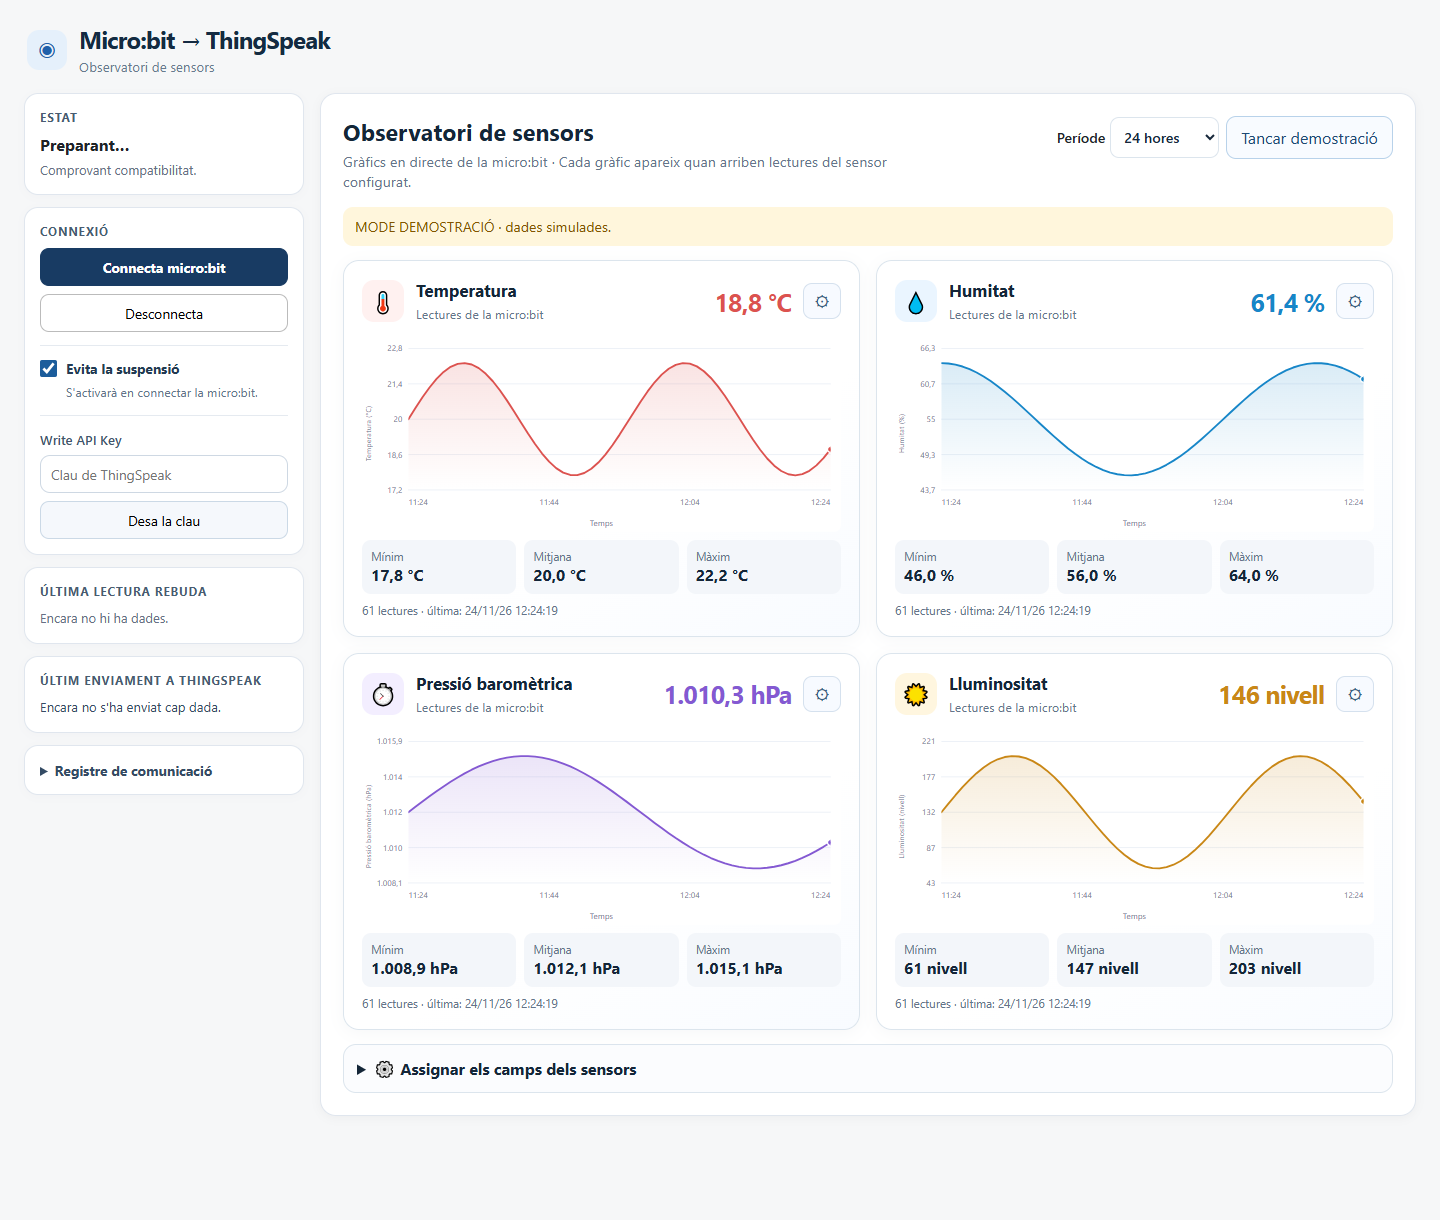 Micro:bit → ThingSpeak
Observatori de sensors
ESTAT
Preparant...
Comprovant compatibilitat.
CONNEXIÓ
Connecta micro:bit
Desconnecta
Evita la suspensió
S'activarà en connectar la micro:bit.
Write API Key
Clau de ThingSpeak
Desa la clau
ÚLTIMA LECTURA REBUDA
Encara no hi ha dades.
ÚLTIM ENVIAMENT A THINGSPEAK
Encara no s'ha enviat cap dada.
Registre de comunicació
Observatori de sensors
Gràfics en directe de la micro:bit · Cada gràfic apareix quan arriben lectures del sensor
configurat.
Període
24 hores
Tancar demostració
MODE DEMOSTRACIÓ · dades simulades.
Temperatura
Lectures de la micro:bit
18,8 °C
Temperatura (°C)
22,8
21,4
20
18,6
17,2
11:24
11:44
12:04
12:24
Temps
Mínim
17,8 °C
Mitjana
20,0 °C
Màxim
22,2 °C
61 lectures · última: 24/11/26 12:24:19
Humitat
Lectures de la micro:bit
61,4 %
Humitat (%)
66,3
60,7
55
49,3
43,7
11:24
11:44
12:04
12:24
Temps
Mínim
46,0 %
Mitjana
56,0 %
Màxim
64,0 %
61 lectures · última: 24/11/26 12:24:19
Pressió baromètrica
Lectures de la micro:bit
1.010,3 hPa
Pressió baromètrica (hPa)
1.015,9
1.014
1.012
1.010
1.008,1
11:24
11:44
12:04
12:24
Temps
Mínim
1.008,9 hPa
Mitjana
1.012,1 hPa
Màxim
1.015,1 hPa
61 lectures · última: 24/11/26 12:24:19
Lluminositat
Lectures de la micro:bit
146 nivell
Lluminositat (nivell)
221
177
132
87
43
11:24
11:44
12:04
12:24
Temps
Mínim
61 nivell
Mitjana
147 nivell
Màxim
203 nivell
61 lectures · última: 24/11/26 12:24:19
Assignar els camps dels sensors